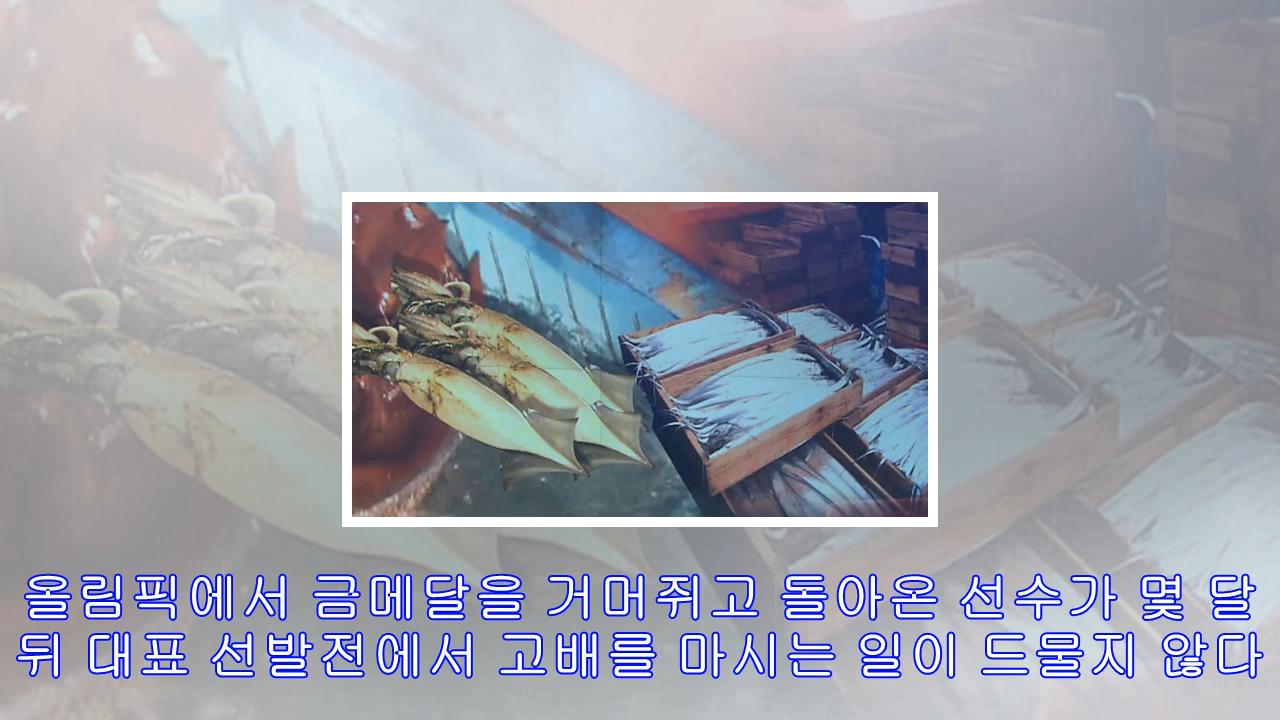 올림픽에서 금메달을 거머쥐고 돌아온 선수가 몇 달
뒤 대표 선발전에서 고배를 마시는 일이 드물지 않다